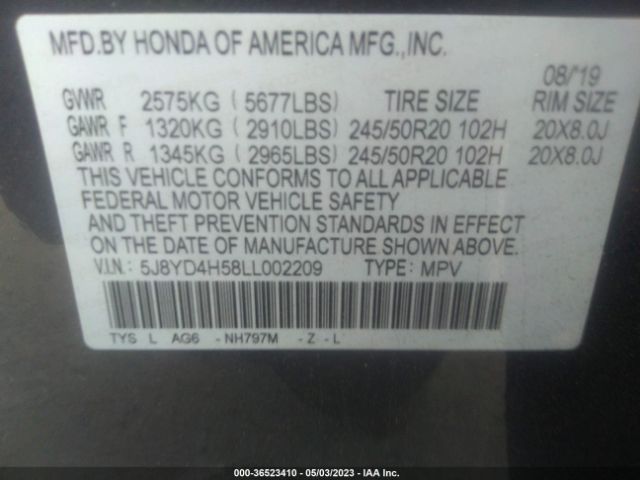 MFD.BY HONDA OF AMERICA MFG.,INC.
08/'19
GVWR 2575KG ( 5677LBS) TIRE SIZE RIM SIZE
GAWR F 1320KG ( 2910LBS) 245/50R20 102H 20X8.0J
GAWR R 1345KG ( 2965LBS) 245/50R20 102H 20X8.0J
THIS VEHICLE CONFORMS TO ALL APPLICABLE
FEDERAL MOTOR VEHICLE SAFETY
AND THEFT PREVENTION STANDARDS IN EFFECT
ON THE DATE OF MANUFACTURE SHOWN ABOVE.
V.I.N.: 5J8YD4H58LL002209 TYPE: MPV
TYS L AG6 - NH797M - Z - L
000-36523410 - 05/03/2023 - IAA Inc.